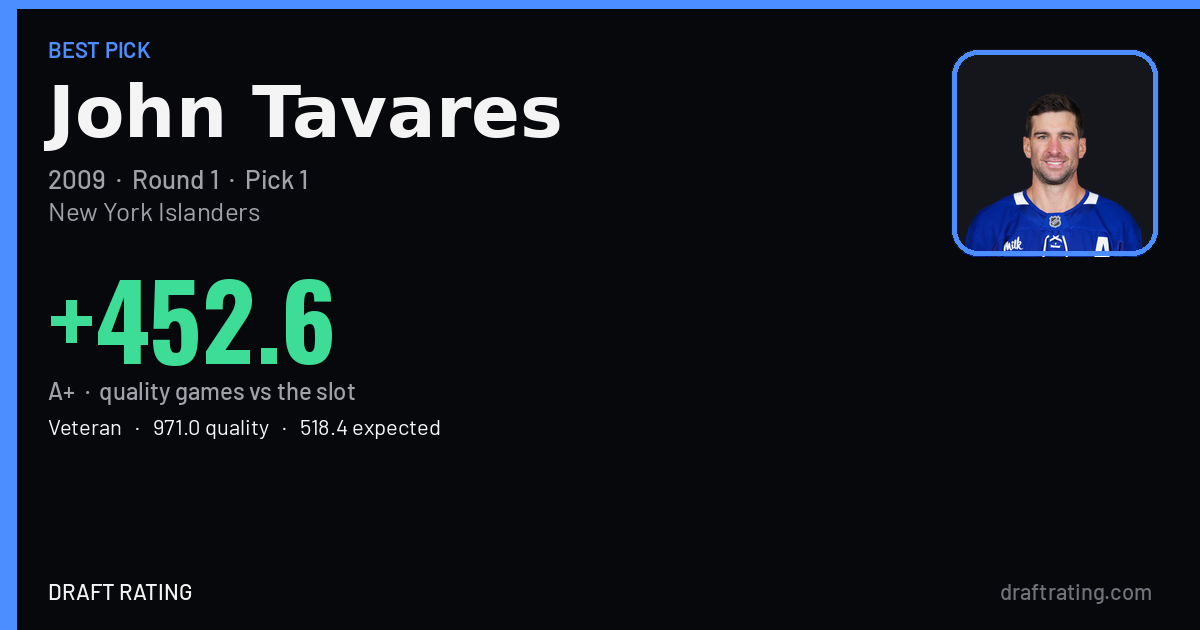 BEST PICK
John Tavares
2009 · Round 1 · Pick 1
New York Islanders
+452.6
A+ · quality games vs the slot
Veteran · 971.0 quality · 518.4 expected
Milk
A
DRAFT RATING
draftrating.com